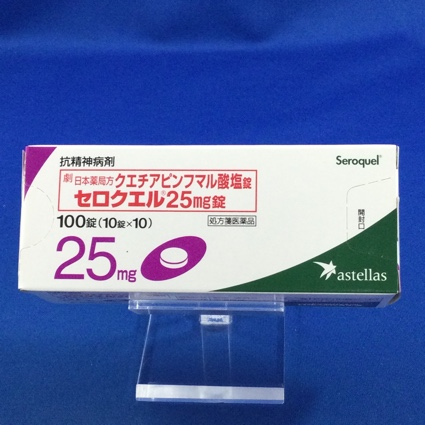 抗精神病剤
Seroquel®
劇 日本薬局方 クエチアピンフマル酸塩錠
セロクエル®25mg錠
100錠(10錠×10)
処方箋医薬品
開封口
25mg
astellas